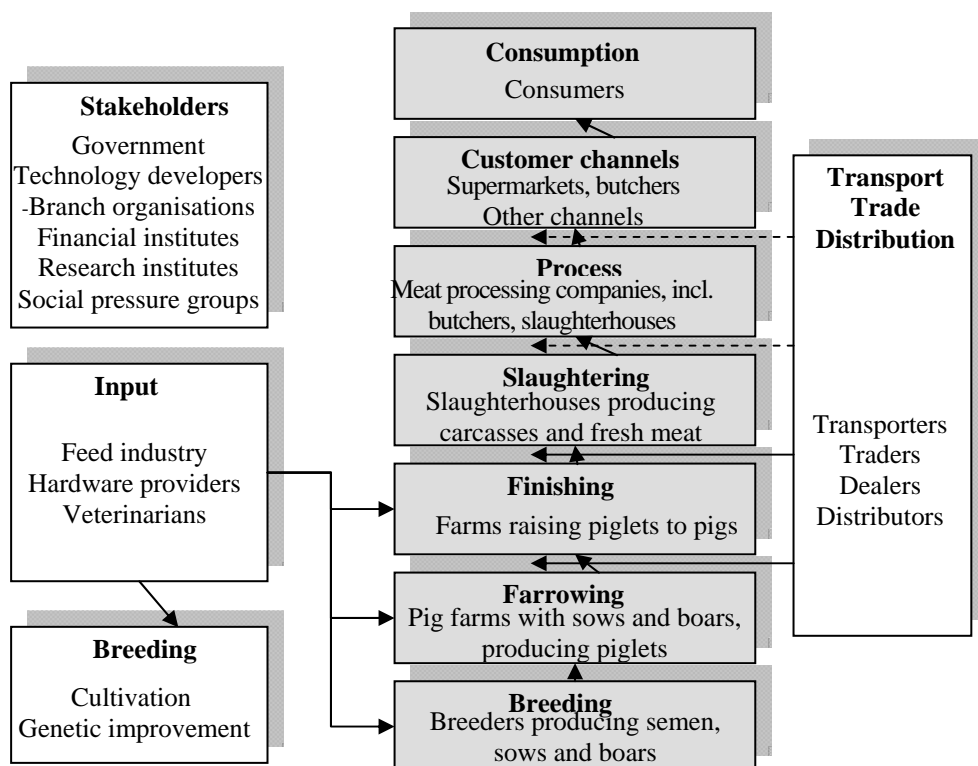 Stakeholders
Government
Technology developers
-Branch organisations
Financial institutes
Research institutes
Social pressure groups
Input
Feed industry
Hardware providers
Veterinarians
Breeding
Cultivation
Genetic improvement
Consumption
Consumers
Customer channels
Supermarkets, butchers
Other channels
Process
Meat processing companies, incl.
butchers, slaughterhouses
Slaughtering
Slaughterhouses producing
carcasses and fresh meat
Finishing
Farms raising piglets to pigs
Farrowing
Pig farms with sows and boars,
producing piglets
Breeding
Breeders producing semen,
sows and boars
Transport
Trade
Distribution
Transporters
Traders
Dealers
Distributors